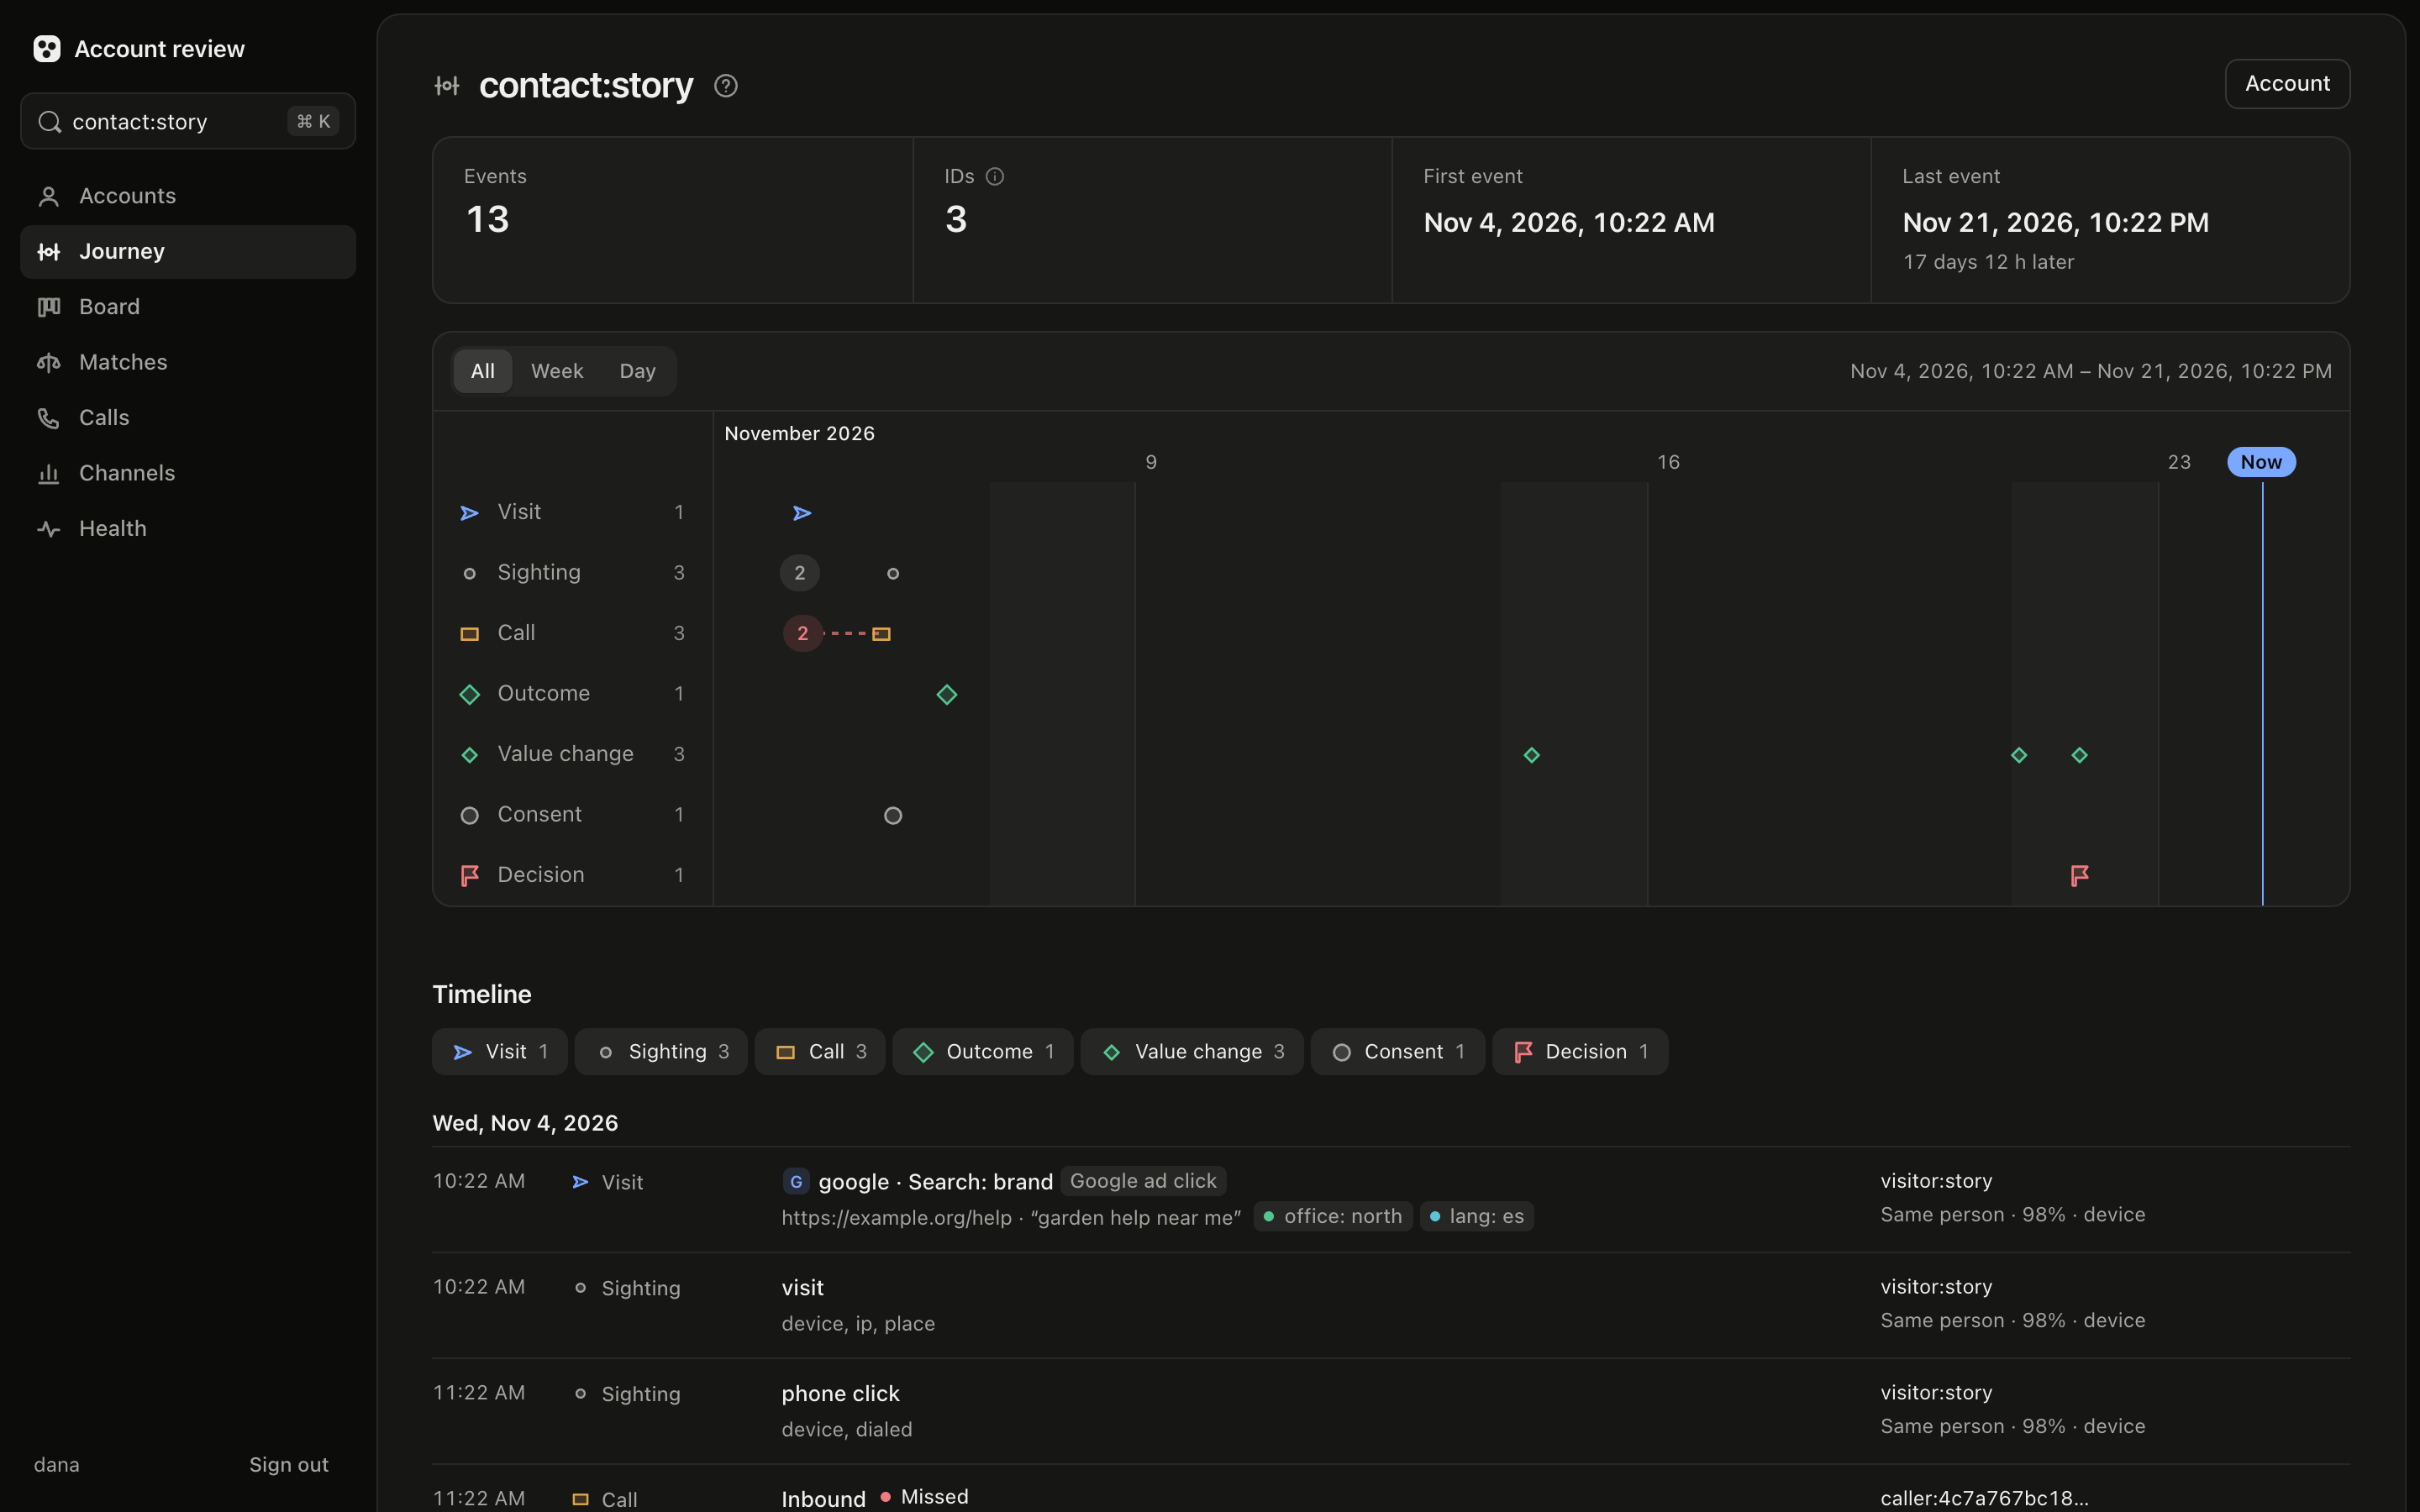 Account review
contact:story ⌘ K
Accounts
Journey
Board
Matches
Calls
Channels
Health
dana Sign out
contact:story
Account
Events
13
IDs
3
First event
Nov 4, 2026, 10:22 AM
Last event
Nov 21, 2026, 10:22 PM
17 days 12 h later
All Week Day
Nov 4, 2026, 10:22 AM – Nov 21, 2026, 10:22 PM
November 2026
9 16 23 Now
Visit 1
Sighting 3 2
Call 3 2
Outcome 1
Value change 3
Consent 1
Decision 1
Timeline
Visit 1 Sighting 3 Call 3 Outcome 1 Value change 3 Consent 1 Decision 1
Wed, Nov 4, 2026
10:22 AM Visit G google · Search: brand Google ad click visitor:story
https://example.org/help · “garden help near me” office: north lang: es Same person · 98% · device
10:22 AM Sighting visit visitor:story
device, ip, place Same person · 98% · device
11:22 AM Sighting phone click visitor:story
device, dialed Same person · 98% · device
11:22 AM Call Inbound Missed caller:4c7a767bc18…